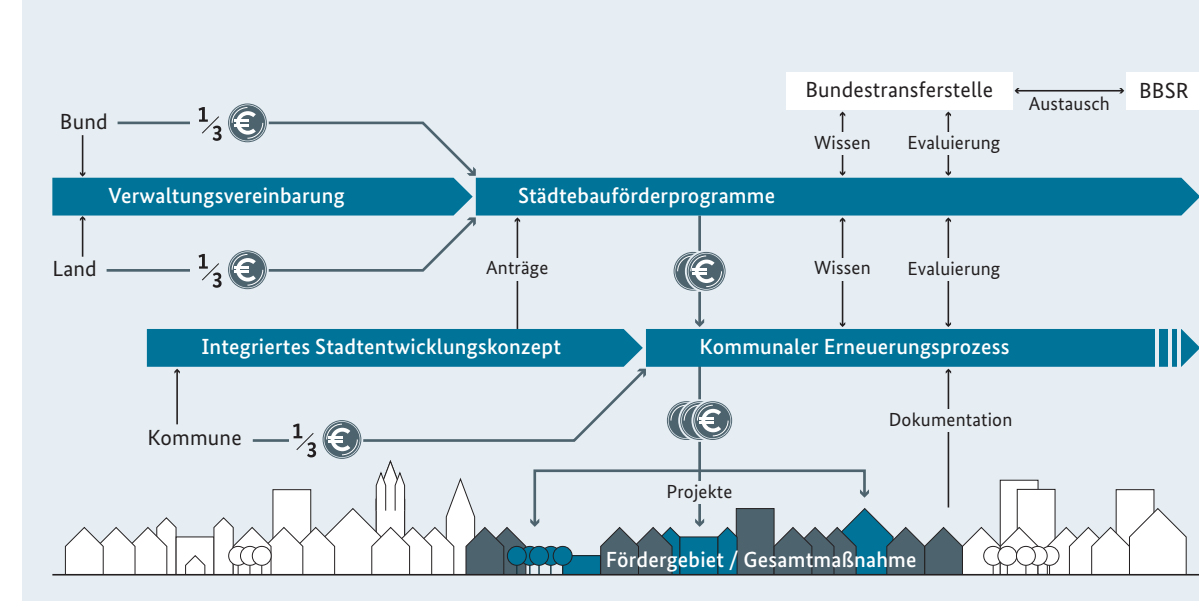 Bundestransferstelle
Austausch
BBSR
Bund
1/3 €
Wissen
Evaluierung
Verwaltungsvereinbarung
Städtebauförderprogramme
Land
1/3 €
Anträge
€
Wissen
Evaluierung
Integriertes Stadtentwicklungskonzept
Kommunaler Erneuerungsprozess
Kommune
1/3 €
€
Dokumentation
Projekte
Fördergebiet / Gesamtmaßnahme